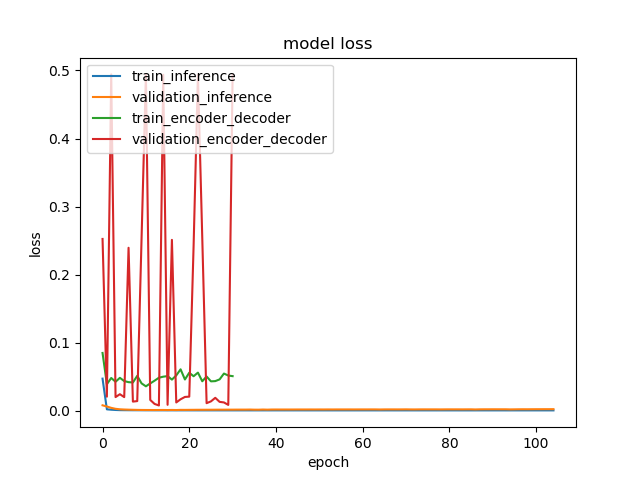 model loss
train_inference
validation_inference
train_encoder_decoder
validation_encoder_decoder
0.5
0.4
0.3
0.2
0.1
0.0
loss
0 20 40 60 80 100
epoch